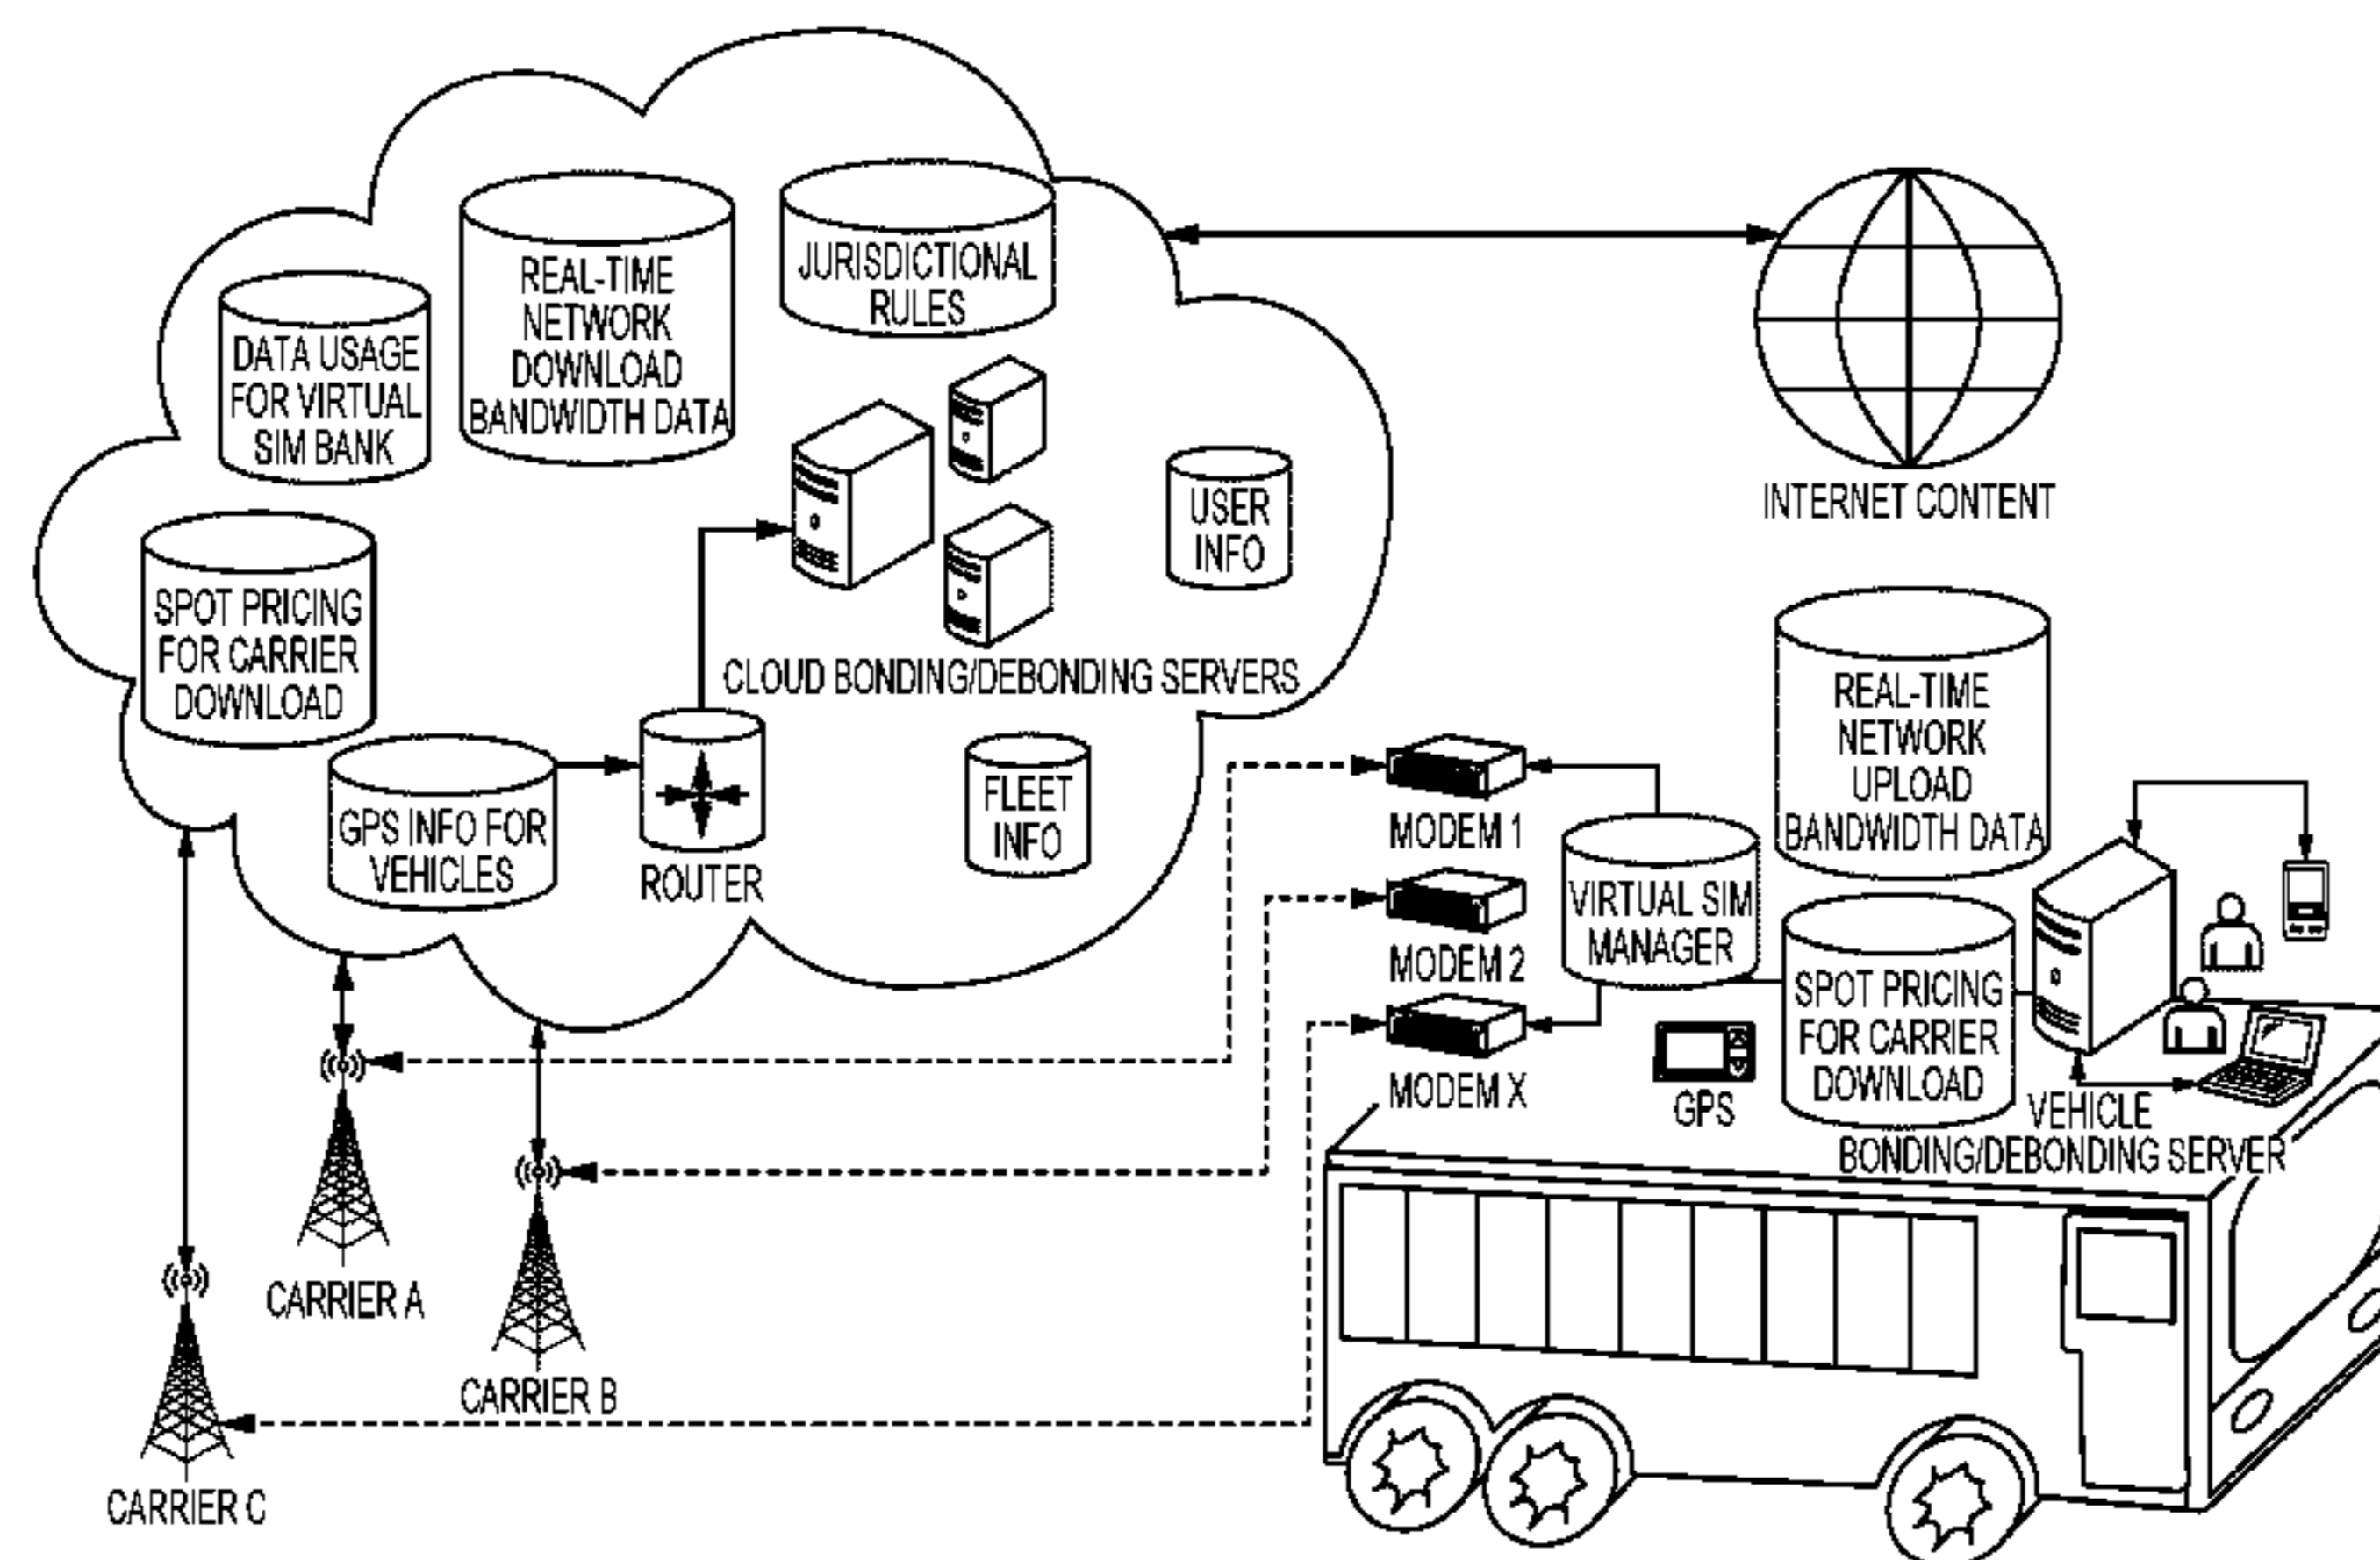 REAL-TIME
NETWORK
DOWNLOAD
BANDWIDTH DATA
JURISDICTIONAL
RULES
DATA USAGE
FOR VIRTUAL
SIM BANK
USER
INFO
INTERNET CONTENT
SPOT PRICING
FOR CARRIER
DOWNLOAD
CLOUD BONDING/DEBONDING SERVERS
GPS INFO FOR
VEHICLES
ROUTER
FLEET
INFO
REAL-TIME
NETWORK
UPLOAD
BANDWIDTH DATA
MODEM 1
MODEM 2
MODEM X
VIRTUAL SIM
MANAGER
SPOT PRICING
FOR CARRIER
DOWNLOAD
GPS
VEHICLE
BONDING/DEBONDING SERVER
CARRIER A
CARRIER B
CARRIER C